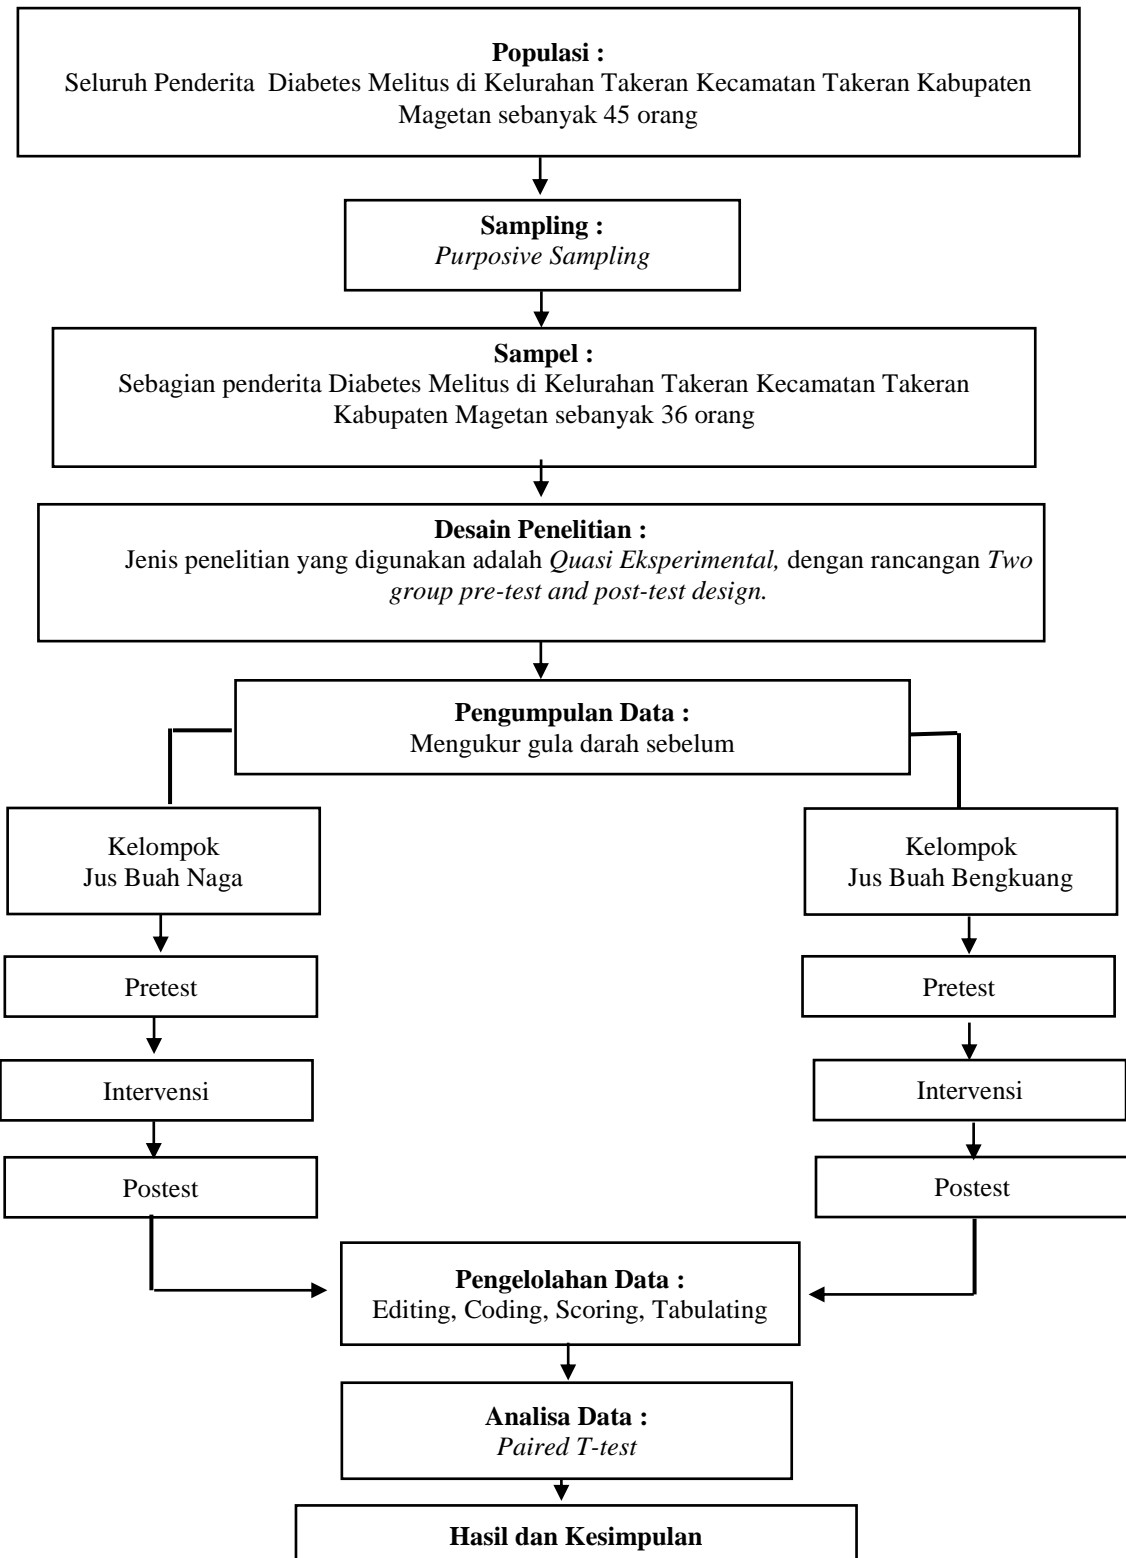 Populasi :
Seluruh Penderita  Diabetes Melitus di Kelurahan Takeran Kecamatan Takeran Kabupaten
Magetan sebanyak 45 orang
Sampling :
Purposive Sampling
Sampel :
Sebagian penderita Diabetes Melitus di Kelurahan Takeran Kecamatan Takeran
Kabupaten Magetan sebanyak 36 orang
Desain Penelitian :
Jenis penelitian yang digunakan adalah Quasi Eksperimental, dengan rancangan Two
group pre-test and post-test design.
Pengumpulan Data :
Mengukur gula darah sebelum
Kelompok
Jus Buah Naga
Kelompok
Jus Buah Bengkuang
Pretest
Pretest
Intervensi
Intervensi
Postest
Postest
Pengelolahan Data :
Editing, Coding, Scoring, Tabulating
Analisa Data :
Paired T-test
Hasil dan Kesimpulan